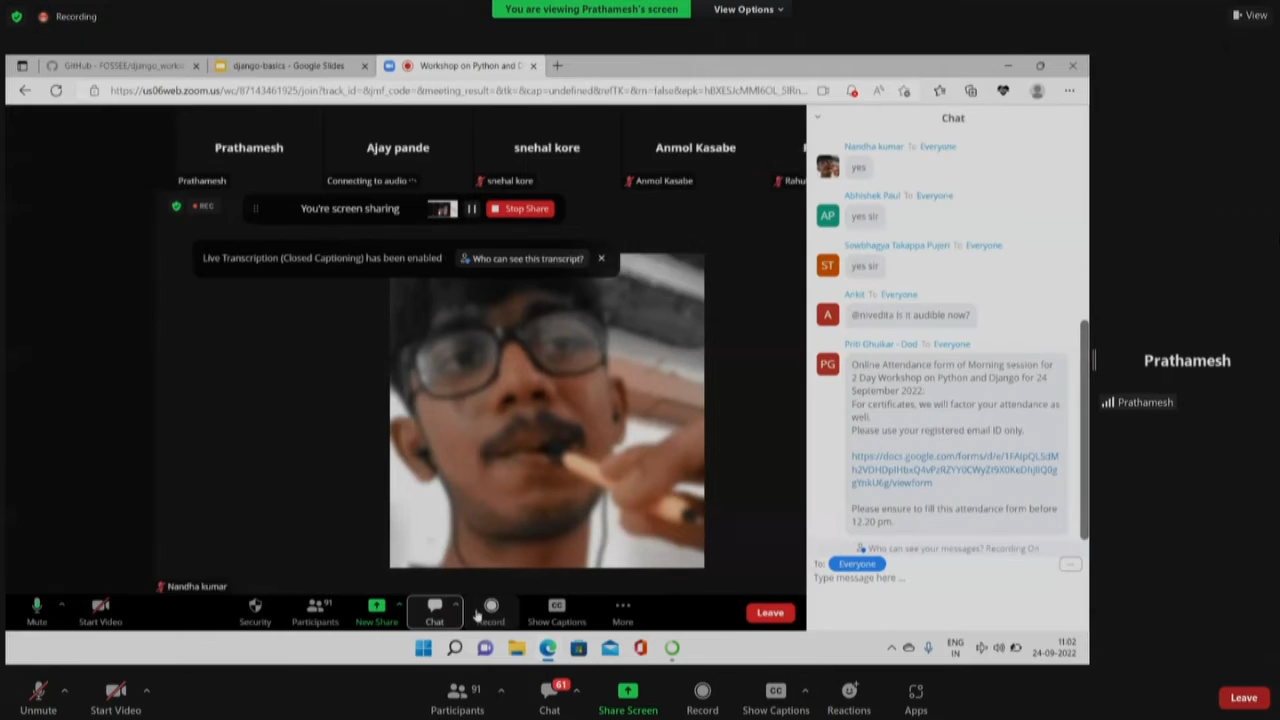 Recording
You are viewing Prathamesh's screen
View Options
View
django-basics - Google Slides
Workshop on Python and D
Prathamesh
Ajay pande
snehal kore
Anmol Kasabe
Prathamesh
Connecting to audio
snehal kore
Anmol Kasabe
Rahu
REC
You're screen sharing
Stop Share
Live Transcription (Closed Captioning) has been enabled
Who can see this transcript?
Chat
Nandha kumar To Everyone
yes
Abhishek Paul To Everyone
AP
yes sir
Sowbhagya Takappa Pujeri To Everyone
ST
yes sir
Ankit To Everyone
A
@nivedita is it audible now?
Priti Ghuikar - Dod To Everyone
PG
Online Attendance form of Morning session for
2 Day Workshop on Python and Django for 24
September 2022:
For certificates, we will factor your attendance as
well.
Please use your registered email ID only.
Please ensure to fill this attendance form before
12.20 pm.
Who can see your messages? Recording On
To: Everyone
Type message here ...
Prathamesh
Prathamesh
Nandha kumar
Mute
Start Video
Security
91
Participants
New Share
Chat
Record
CC
Show Captions
More
Leave
ENG
IN
11:02
24-09-2022
Unmute
Start Video
91
Participants
61
Chat
Share Screen
Record
CC
Show Captions
Reactions
Apps
Leave